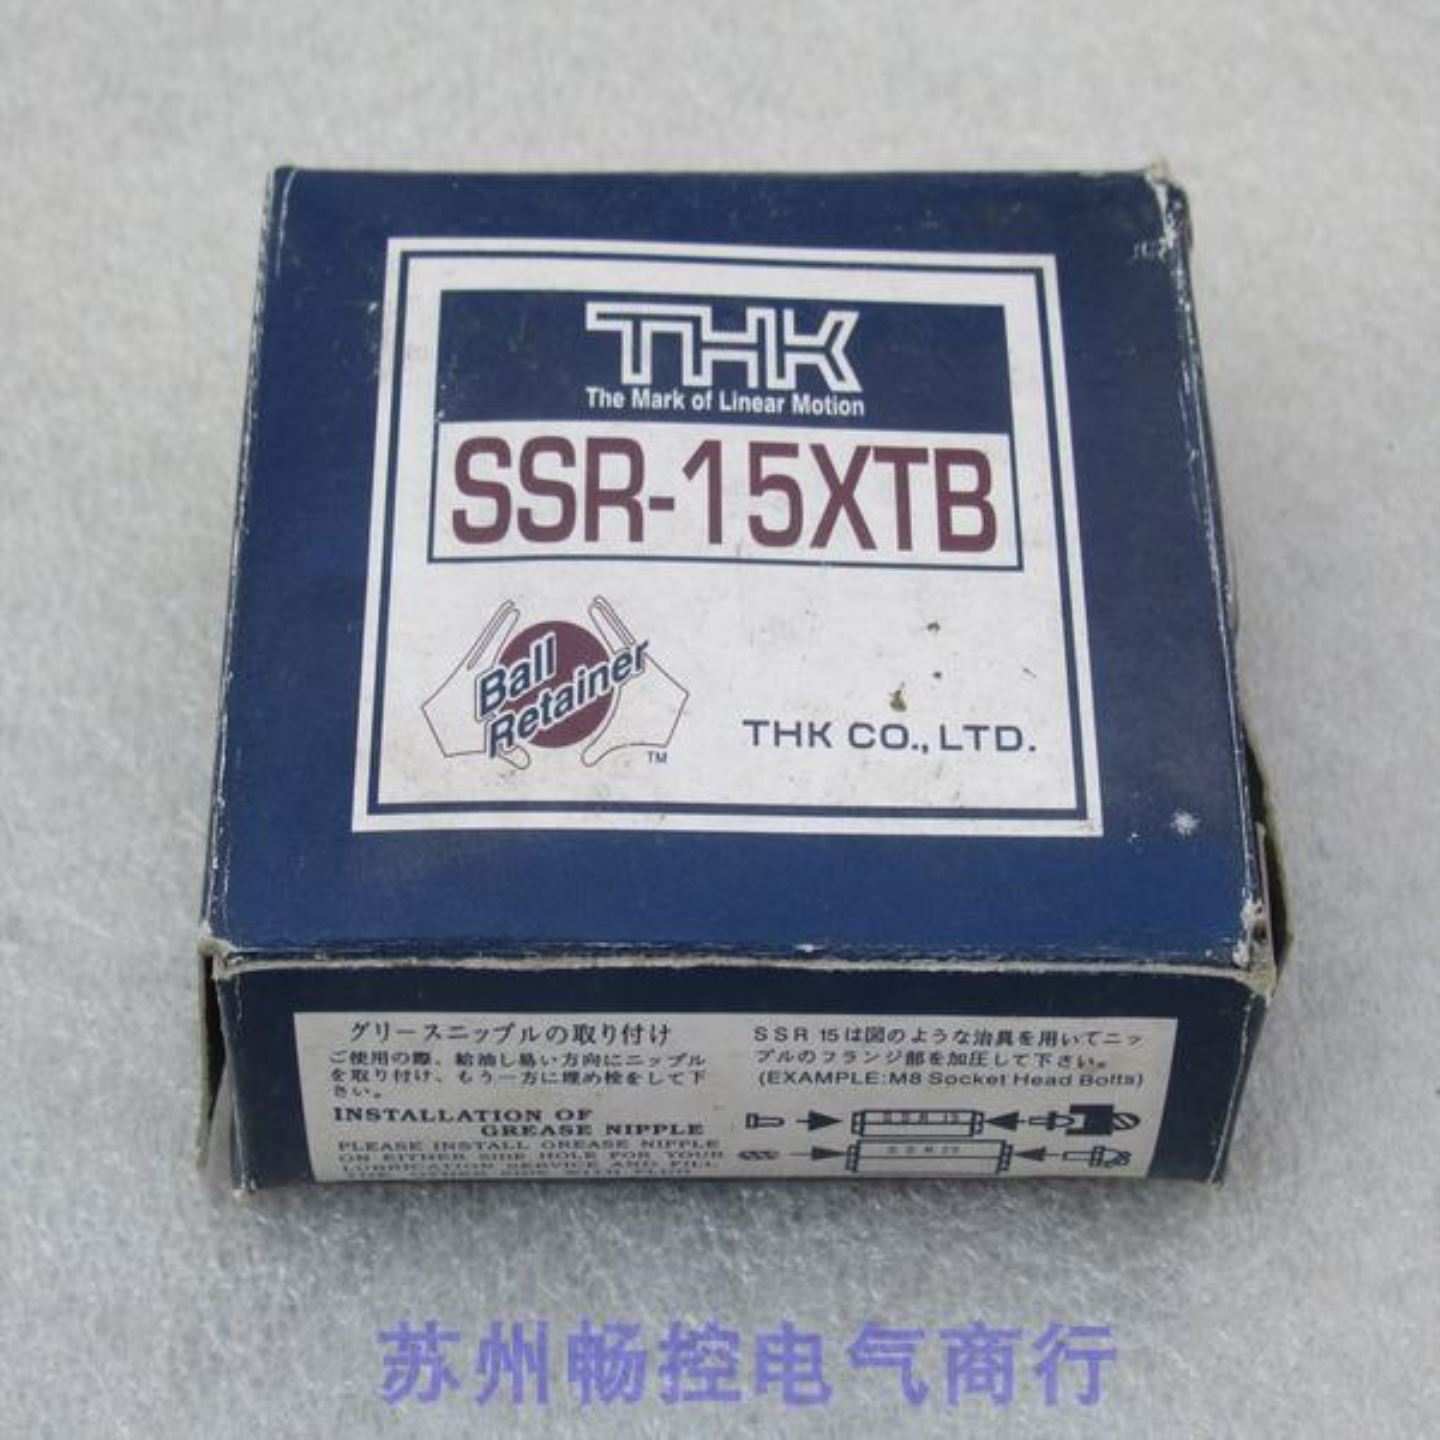 THK
The Mark of Linear Motion
SSR-15XTB
Ball
Retainer
TM
THK CO., LTD.
グリースニップルの取り付け
ご使用の際、給油し易い方向にニップル
を取り付け、もう一方に埋め栓をして下
さい。
INSTALLATION OF
GREASE NIPPLE
PLEASE INSTALL GREASE NIPPLE
ON EITHER SIDE HOLE FOR YOUR
LUBRICATION SERVICE AND FILL
SSR 15は図のような治具を用いてニッ
プルのフランジ部を加圧して下さい。
(EXAMPLE:M8 Socket Head Bolts)
SSR 15
苏州畅控电气商行